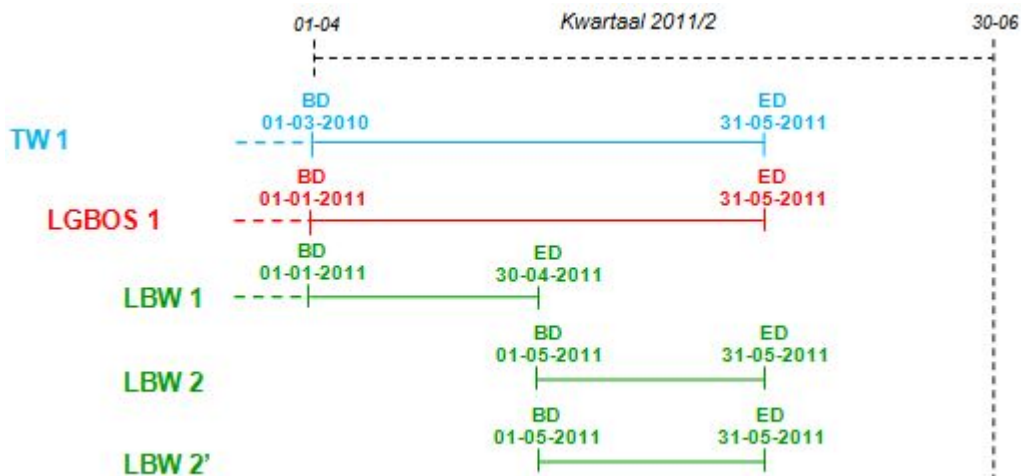 01-04 Kwartaal 2011/2 30-06
BD ED
01-03-2010 31-05-2011
TW 1
BD ED
01-01-2011 31-05-2011
LGBOS 1
BD ED
01-01-2011 30-04-2011
LBW 1
BD ED
01-05-2011 31-05-2011
LBW 2
BD ED
01-05-2011 31-05-2011
LBW 2'